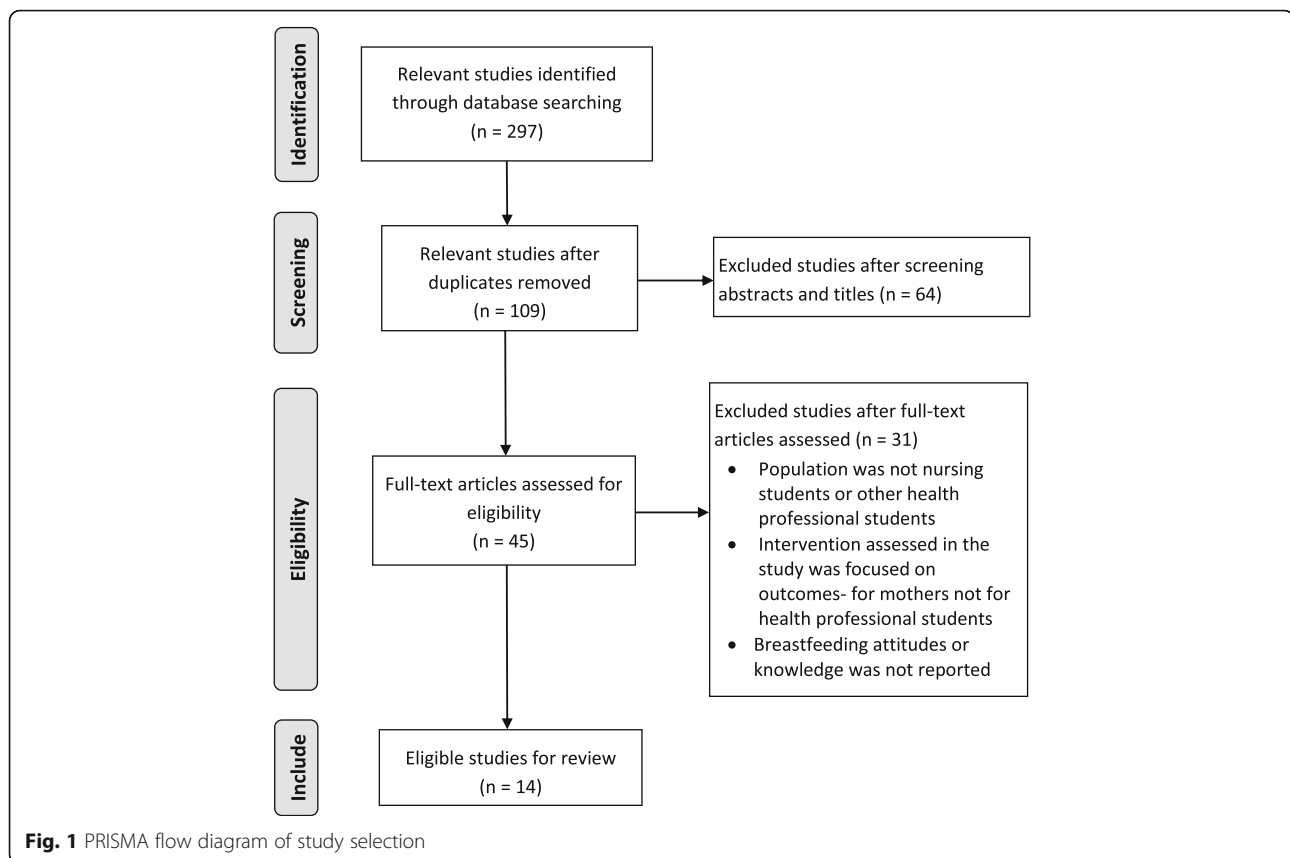 Identification
Relevant studies identified
through database searching
(n = 297)
Screening
Relevant studies after
duplicates removed
(n = 109)
Excluded studies after screening
abstracts and titles (n = 64)
Eligibility
Full-text articles assessed for
eligibility
(n = 45)
Excluded studies after full-text
articles assessed (n = 31)
• Population was not nursing
students or other health
professional students
• Intervention assessed in the
study was focused on
outcomes- for mothers not for
health professional students
• Breastfeeding attitudes or
knowledge was not reported
Include
Eligible studies for review
(n = 14)
Fig. 1 PRISMA flow diagram of study selection